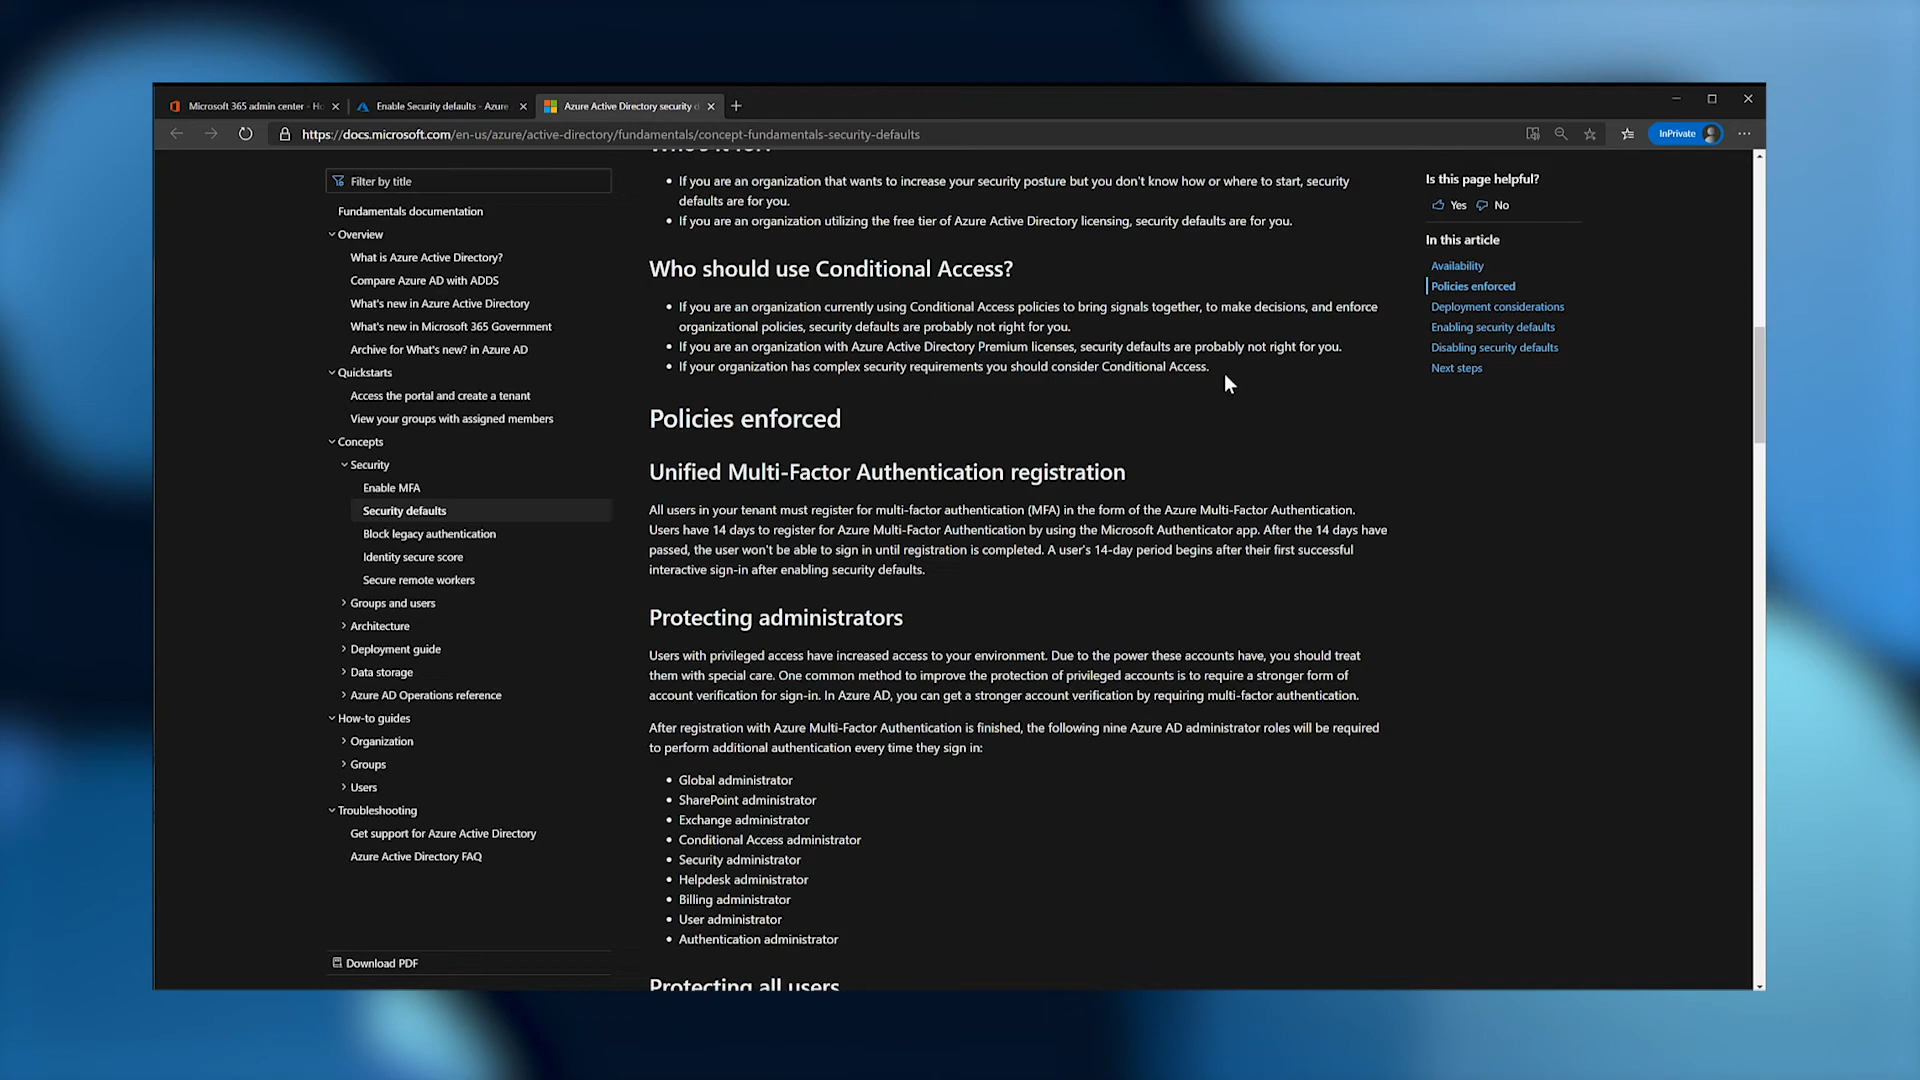 Microsoft 365 admin center - Ho
Enable Security defaults - Azure
Azure Active Directory security d
https://docs.microsoft.com/en-us/azure/active-directory/fundamentals/concept-fundamentals-security-defaults
InPrivate
Filter by title
Fundamentals documentation
Overview
What is Azure Active Directory?
Compare Azure AD with ADDS
What's new in Azure Active Directory
What's new in Microsoft 365 Government
Archive for What's new? in Azure AD
Quickstarts
Access the portal and create a tenant
View your groups with assigned members
Concepts
Security
Enable MFA
Security defaults
Block legacy authentication
Identity secure score
Secure remote workers
Groups and users
Architecture
Deployment guide
Data storage
Azure AD Operations reference
How-to guides
Organization
Groups
Users
Troubleshooting
Get support for Azure Active Directory
Azure Active Directory FAQ
Download PDF
Who's it for?
• If you are an organization that wants to increase your security posture but you don't know how or where to start, security
defaults are for you.
• If you are an organization utilizing the free tier of Azure Active Directory licensing, security defaults are for you.
Who should use Conditional Access?
• If you are an organization currently using Conditional Access policies to bring signals together, to make decisions, and enforce
organizational policies, security defaults are probably not right for you.
• If you are an organization with Azure Active Directory Premium licenses, security defaults are probably not right for you.
• If your organization has complex security requirements you should consider Conditional Access.
Policies enforced
Unified Multi-Factor Authentication registration
All users in your tenant must register for multi-factor authentication (MFA) in the form of the Azure Multi-Factor Authentication.
Users have 14 days to register for Azure Multi-Factor Authentication by using the Microsoft Authenticator app. After the 14 days have
passed, the user won't be able to sign in until registration is completed. A user's 14-day period begins after their first successful
interactive sign-in after enabling security defaults.
Protecting administrators
Users with privileged access have increased access to your environment. Due to the power these accounts have, you should treat
them with special care. One common method to improve the protection of privileged accounts is to require a stronger form of
account verification for sign-in. In Azure AD, you can get a stronger account verification by requiring multi-factor authentication.
After registration with Azure Multi-Factor Authentication is finished, the following nine Azure AD administrator roles will be required
to perform additional authentication every time they sign in:
• Global administrator
• SharePoint administrator
• Exchange administrator
• Conditional Access administrator
• Security administrator
• Helpdesk administrator
• Billing administrator
• User administrator
• Authentication administrator
Protecting all users
Is this page helpful?
Yes No
In this article
Availability
Policies enforced
Deployment considerations
Enabling security defaults
Disabling security defaults
Next steps